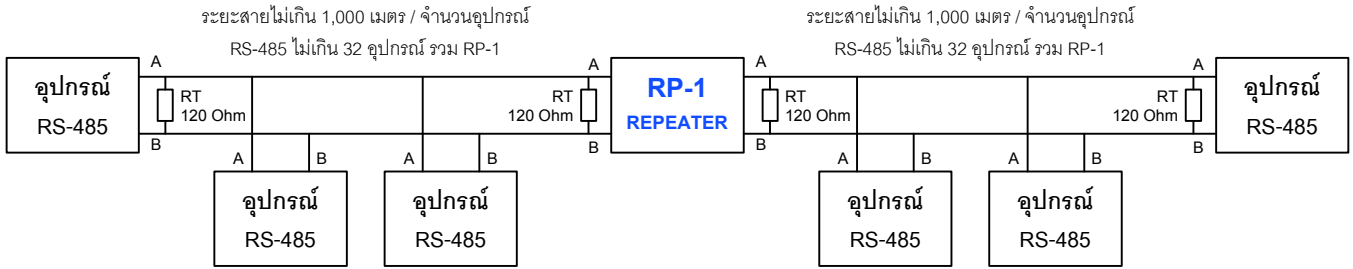 ระยะสายไม่เกิน 1,000 เมตร / จำนวนอุปกรณ์
RS-485 ไม่เกิน 32 อุปกรณ์ รวม RP-1
ระยะสายไม่เกิน 1,000 เมตร / จำนวนอุปกรณ์
RS-485 ไม่เกิน 32 อุปกรณ์ รวม RP-1
อุปกรณ์
RS-485
A
B
RT
120 Ohm
A
B
RT
120 Ohm
RP-1
REPEATER
A
B
RT
120 Ohm
A
B
RT
120 Ohm
อุปกรณ์
RS-485
A
B
อุปกรณ์
RS-485
A
B
อุปกรณ์
RS-485
A
B
อุปกรณ์
RS-485
A
B
อุปกรณ์
RS-485